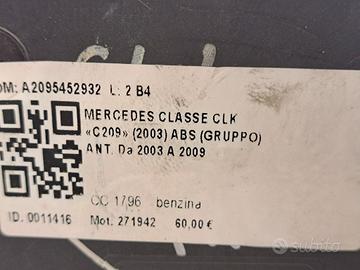 OM: A2095452932 L: 2 B4
MERCEDES CLASSE CLK
«C209» (2003) ABS (GRUPPO)
ANT. Da 2003 A 2009
CC 1796 benzina
ID. 0011416 Mot. 271942 60,00 €
subito